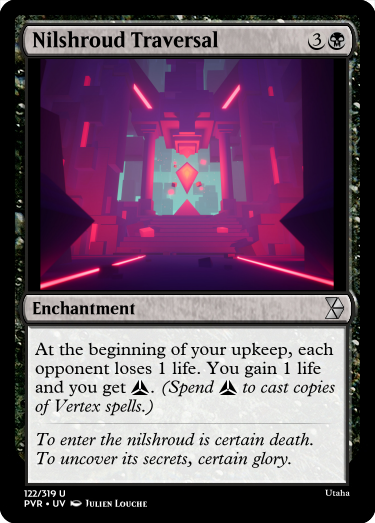 Nilshroud Traversal 3
Enchantment
At the beginning of your upkeep, each
opponent loses 1 life. You gain 1 life
and you get . (Spend to cast copies
of Vertex spells.)
To enter the nilshroud is certain death.
To uncover its secrets, certain glory.
122/319 U
PVR • UV Julien Louche
Utaha